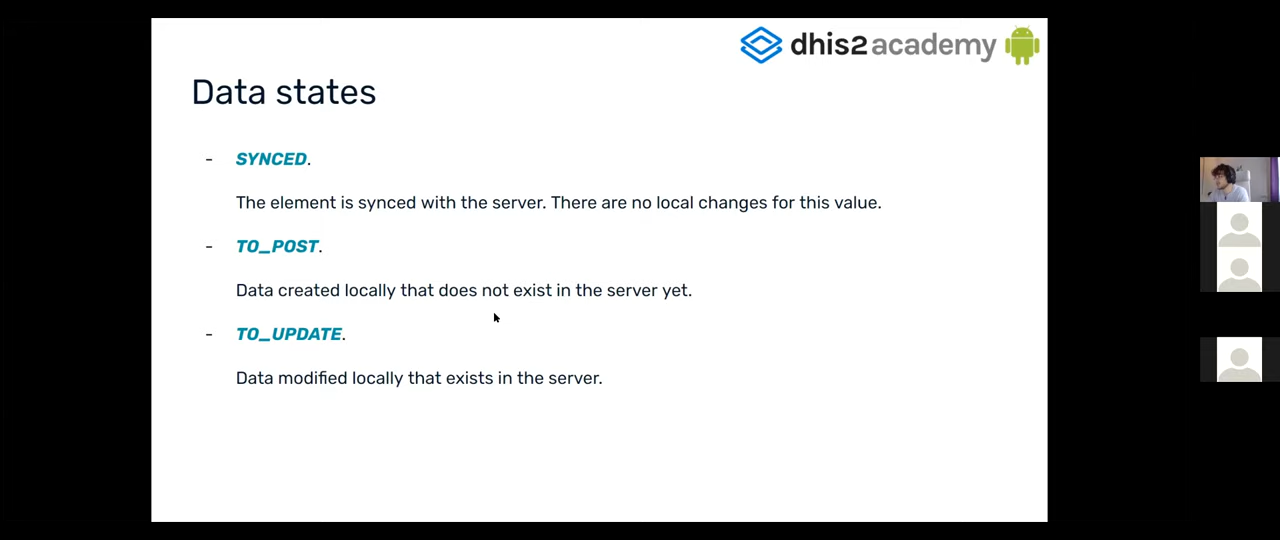 dhis2 academy
Data states
- SYNCED.
The element is synced with the server. There are no local changes for this value.
- TO_POST.
Data created locally that does not exist in the server yet.
- TO_UPDATE.
Data modified locally that exists in the server.